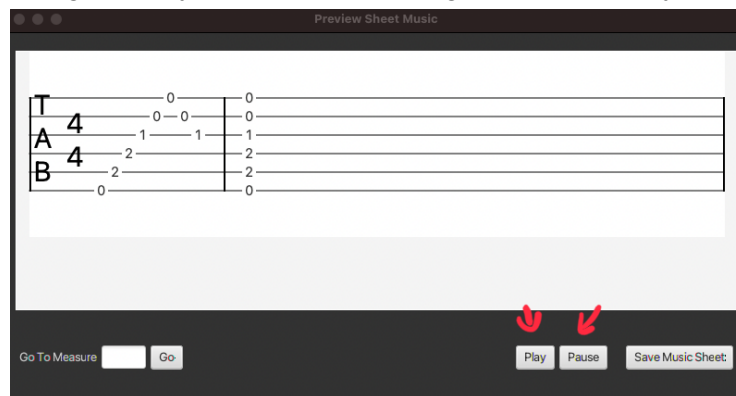 Preview Sheet Music
T 0 0
4 0 0 0
A 1 1 1
4 2 2
B 2 2
0 0
Go To Measure Go Play Pause Save Music Sheet: